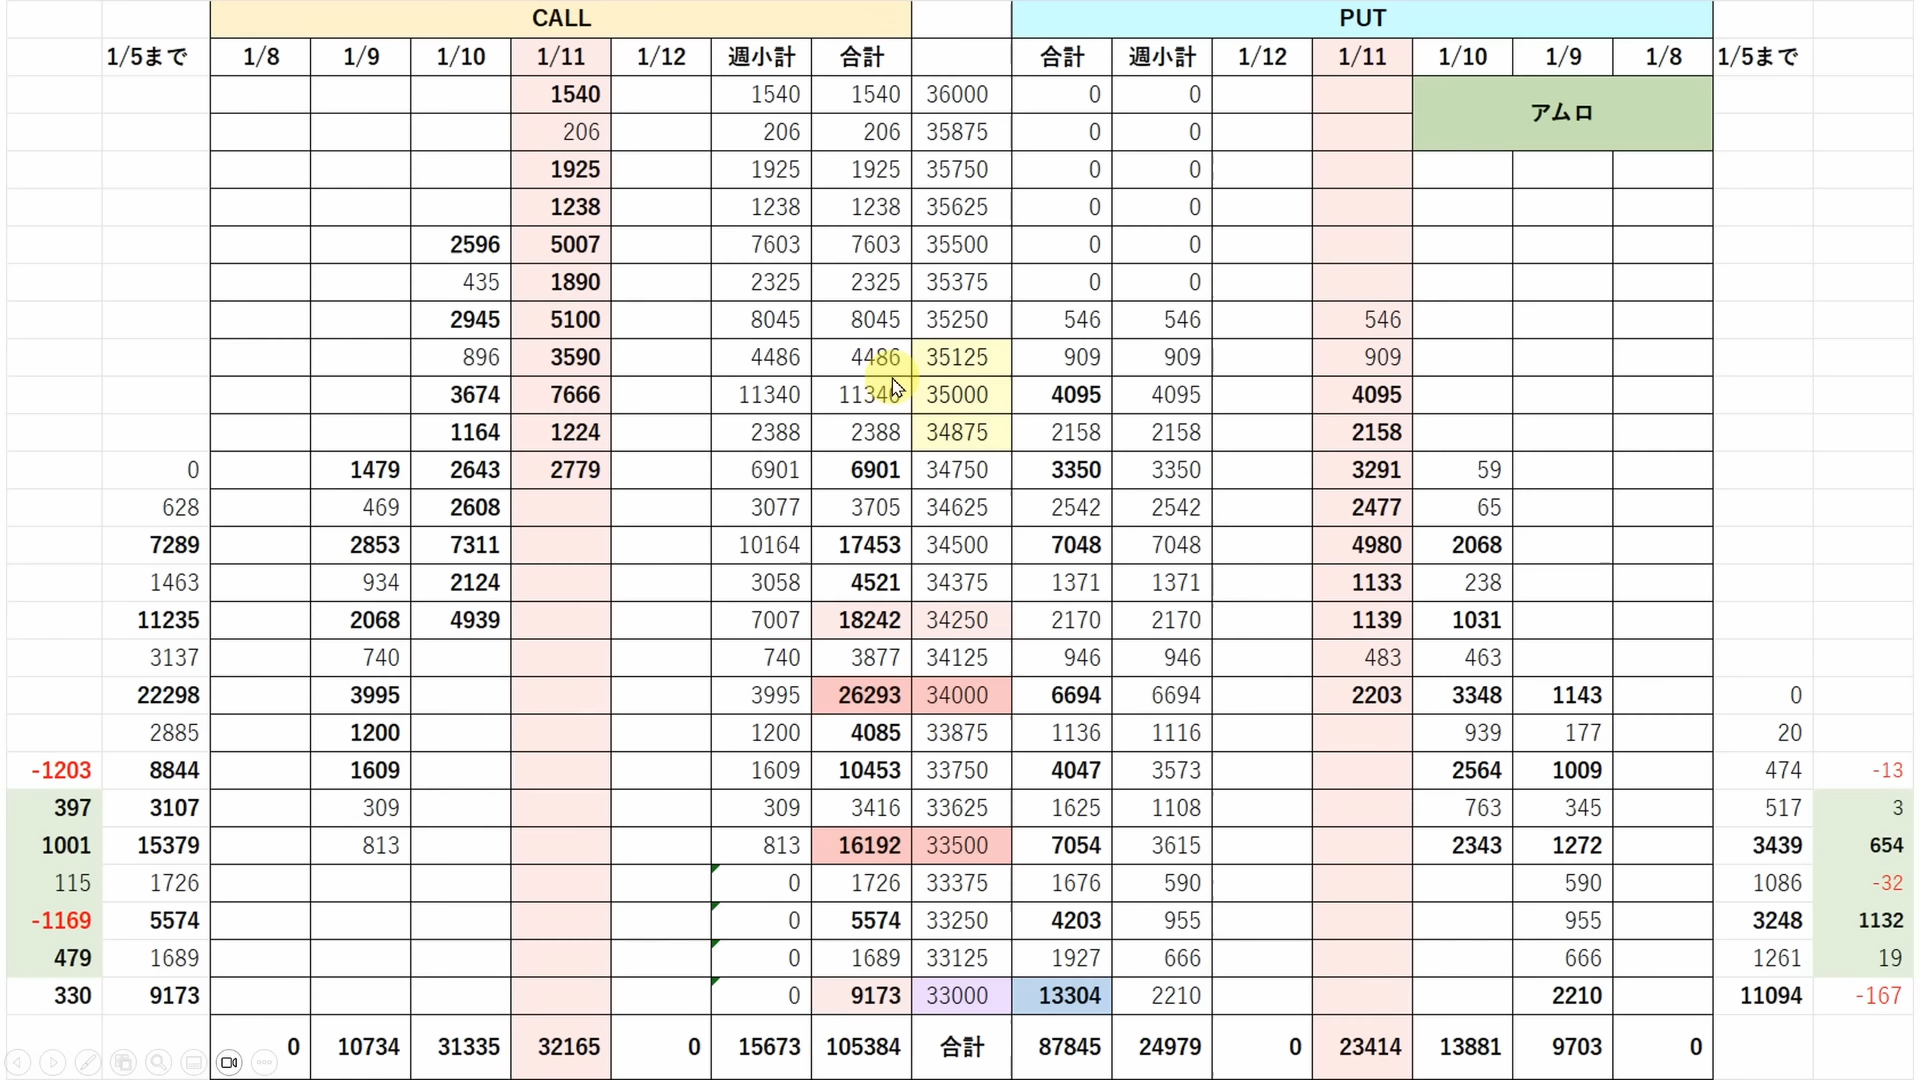 CALL PUT
1/5まで 1/8 1/9 1/10 1/11 1/12 週小計 合計 合計 週小計 1/12 1/11 1/10 1/9 1/8 1/5まで
1540 1540 1540 36000 0 0 アムロ
206 206 206 35875 0 0
1925 1925 1925 35750 0 0
1238 1238 1238 35625 0 0
2596 5007 7603 7603 35500 0 0
435 1890 2325 2325 35375 0 0
2945 5100 8045 8045 35250 546 546 546
896 3590 4486 4486 35125 909 909 909
3674 7666 11340 11340 35000 4095 4095 4095
1164 1224 2388 2388 34875 2158 2158 2158
0 1479 2643 2779 6901 6901 34750 3350 3350 3291 59
628 469 2608 3077 3705 34625 2542 2542 2477 65
7289 2853 7311 10164 17453 34500 7048 7048 4980 2068
1463 934 2124 3058 4521 34375 1371 1371 1133 238
11235 2068 4939 7007 18242 34250 2170 2170 1139 1031
3137 740 740 3877 34125 946 946 483 463
22298 3995 3995 26293 34000 6694 6694 2203 3348 1143 0
2885 1200 1200 4085 33875 1136 1116 939 177 20
-1203 8844 1609 1609 10453 33750 4047 3573 2564 1009 474 -13
397 3107 309 309 3416 33625 1625 1108 763 345 517 3
1001 15379 813 813 16192 33500 7054 3615 2343 1272 3439 654
115 1726 0 1726 33375 1676 590 590 1086 -32
-1169 5574 0 5574 33250 4203 955 955 3248 1132
479 1689 0 1689 33125 1927 666 666 1261 19
330 9173 0 9173 33000 13304 2210 2210 11094 -167
0 10734 31335 32165 0 15673 105384 合計 87845 24979 0 23414 13881 9703 0